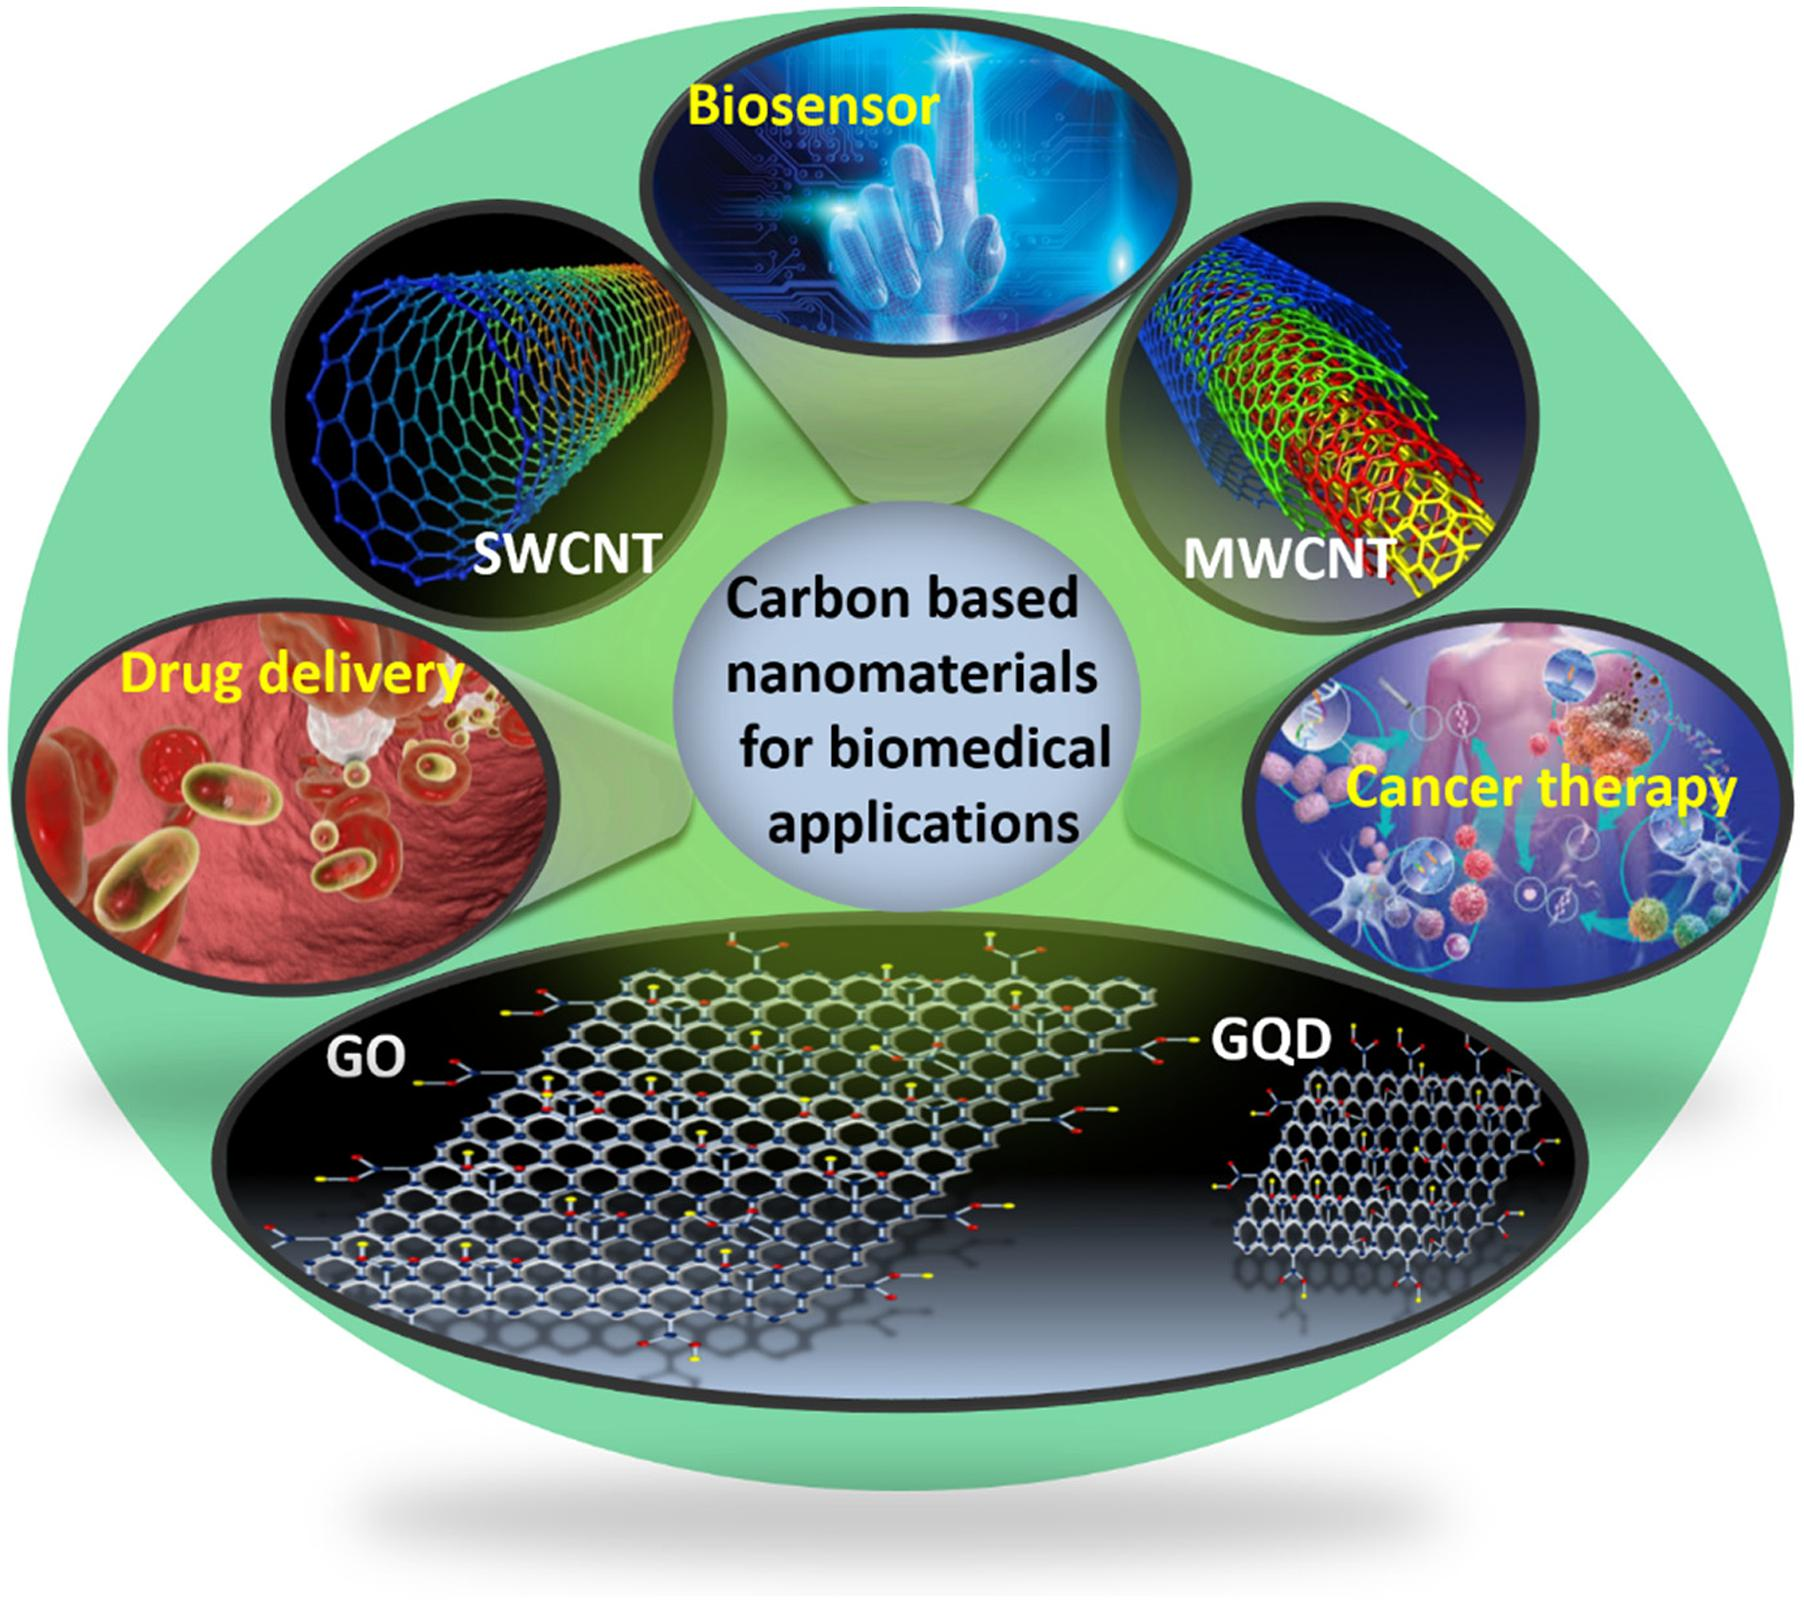 Biosensor
SWCNT
MWCNT
Carbon based
nanomaterials
for biomedical
applications
Drug delivery
Cancer therapy
GO
GQD